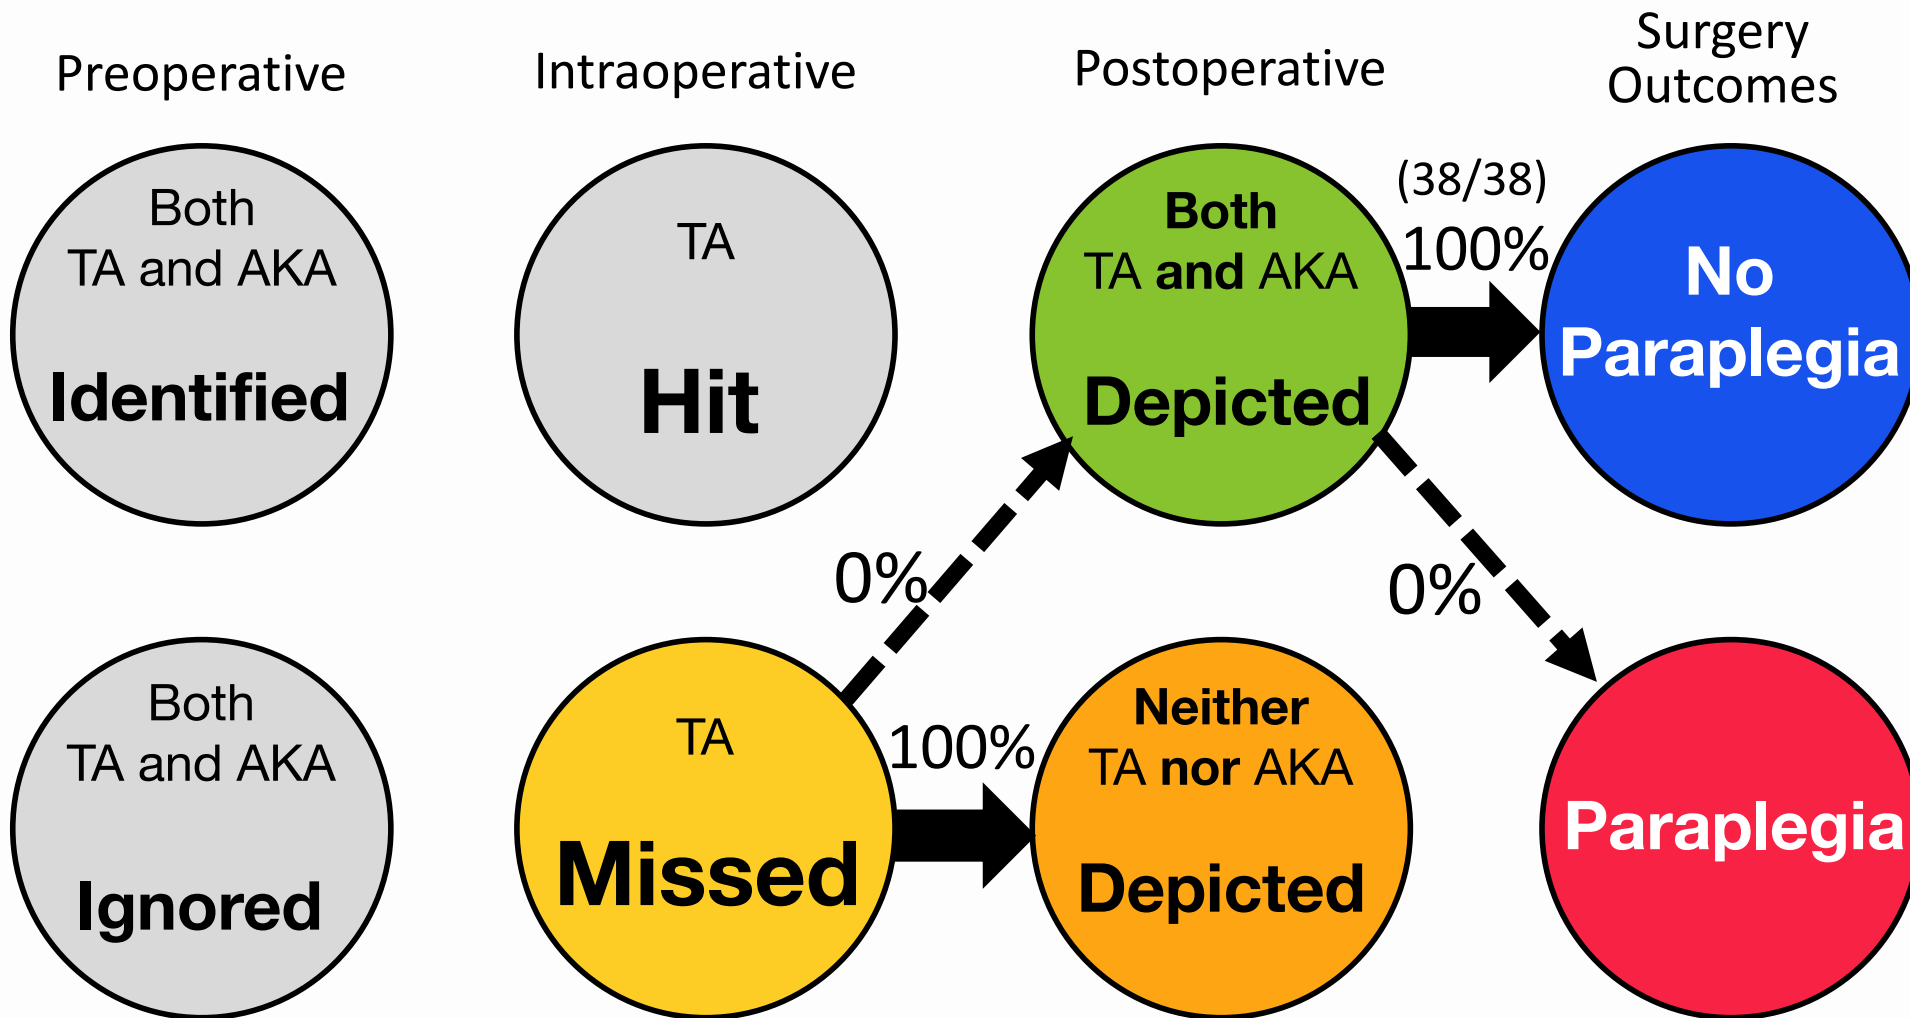 Preoperative
Intraoperative
Postoperative
Surgery
Outcomes
Both
TA and AKA
Identified
TA
Hit
Both
TA and AKA
Depicted
(38/38)
100%
No
Paraplegia
0%
0%
Both
TA and AKA
Ignored
TA
Missed
100%
Neither
TA nor AKA
Depicted
Paraplegia